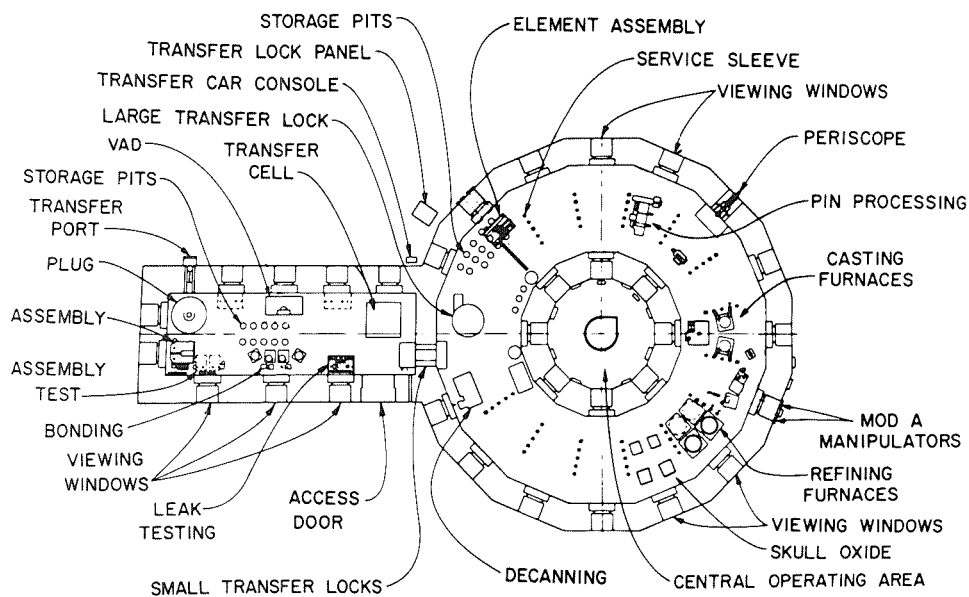 STORAGE PITS
TRANSFER LOCK PANEL
TRANSFER CAR CONSOLE
LARGE TRANSFER LOCK
VAD
TRANSFER
CELL
STORAGE PITS
TRANSFER
PORT
PLUG
ASSEMBLY
ASSEMBLY
TEST
BONDING
VIEWING
WINDOWS
LEAK
TESTING
ACCESS
DOOR
SMALL TRANSFER LOCKS
ELEMENT ASSEMBLY
SERVICE SLEEVE
VIEWING WINDOWS
PERISCOPE
PIN PROCESSING
CASTING
FURNACES
MOD A
MANIPULATORS
REFINING
FURNACES
VIEWING WINDOWS
SKULL OXIDE
CENTRAL OPERATING AREA
DECANNING